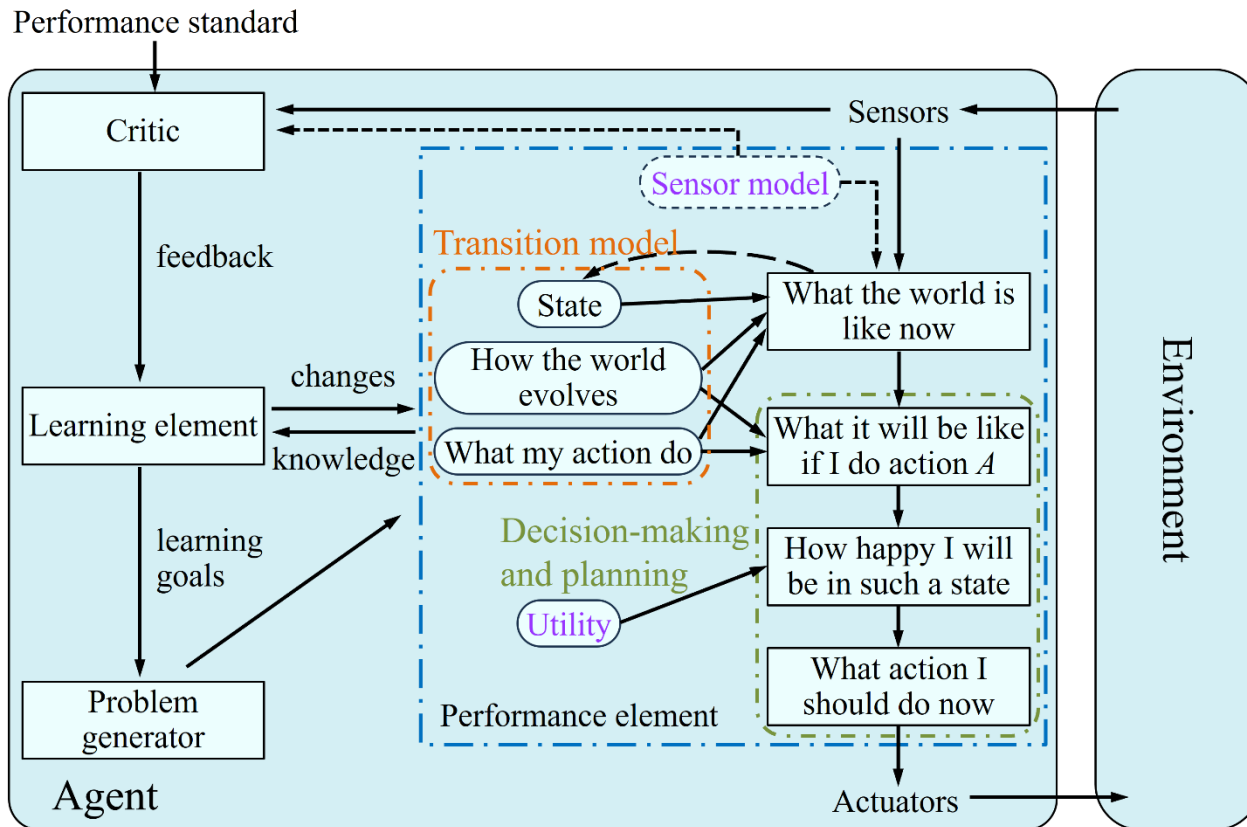 Performance standard
Critic
Sensors
Sensor model
feedback
Transition model
State
What the world is
like now
How the world
evolves
changes
Learning element
knowledge
What my action do
What it will be like
if I do action A
Environment
learning
goals
Decision-making
and planning
How happy I will
be in such a state
Utility
Problem
generator
Performance element
What action I
should do now
Agent
Actuators